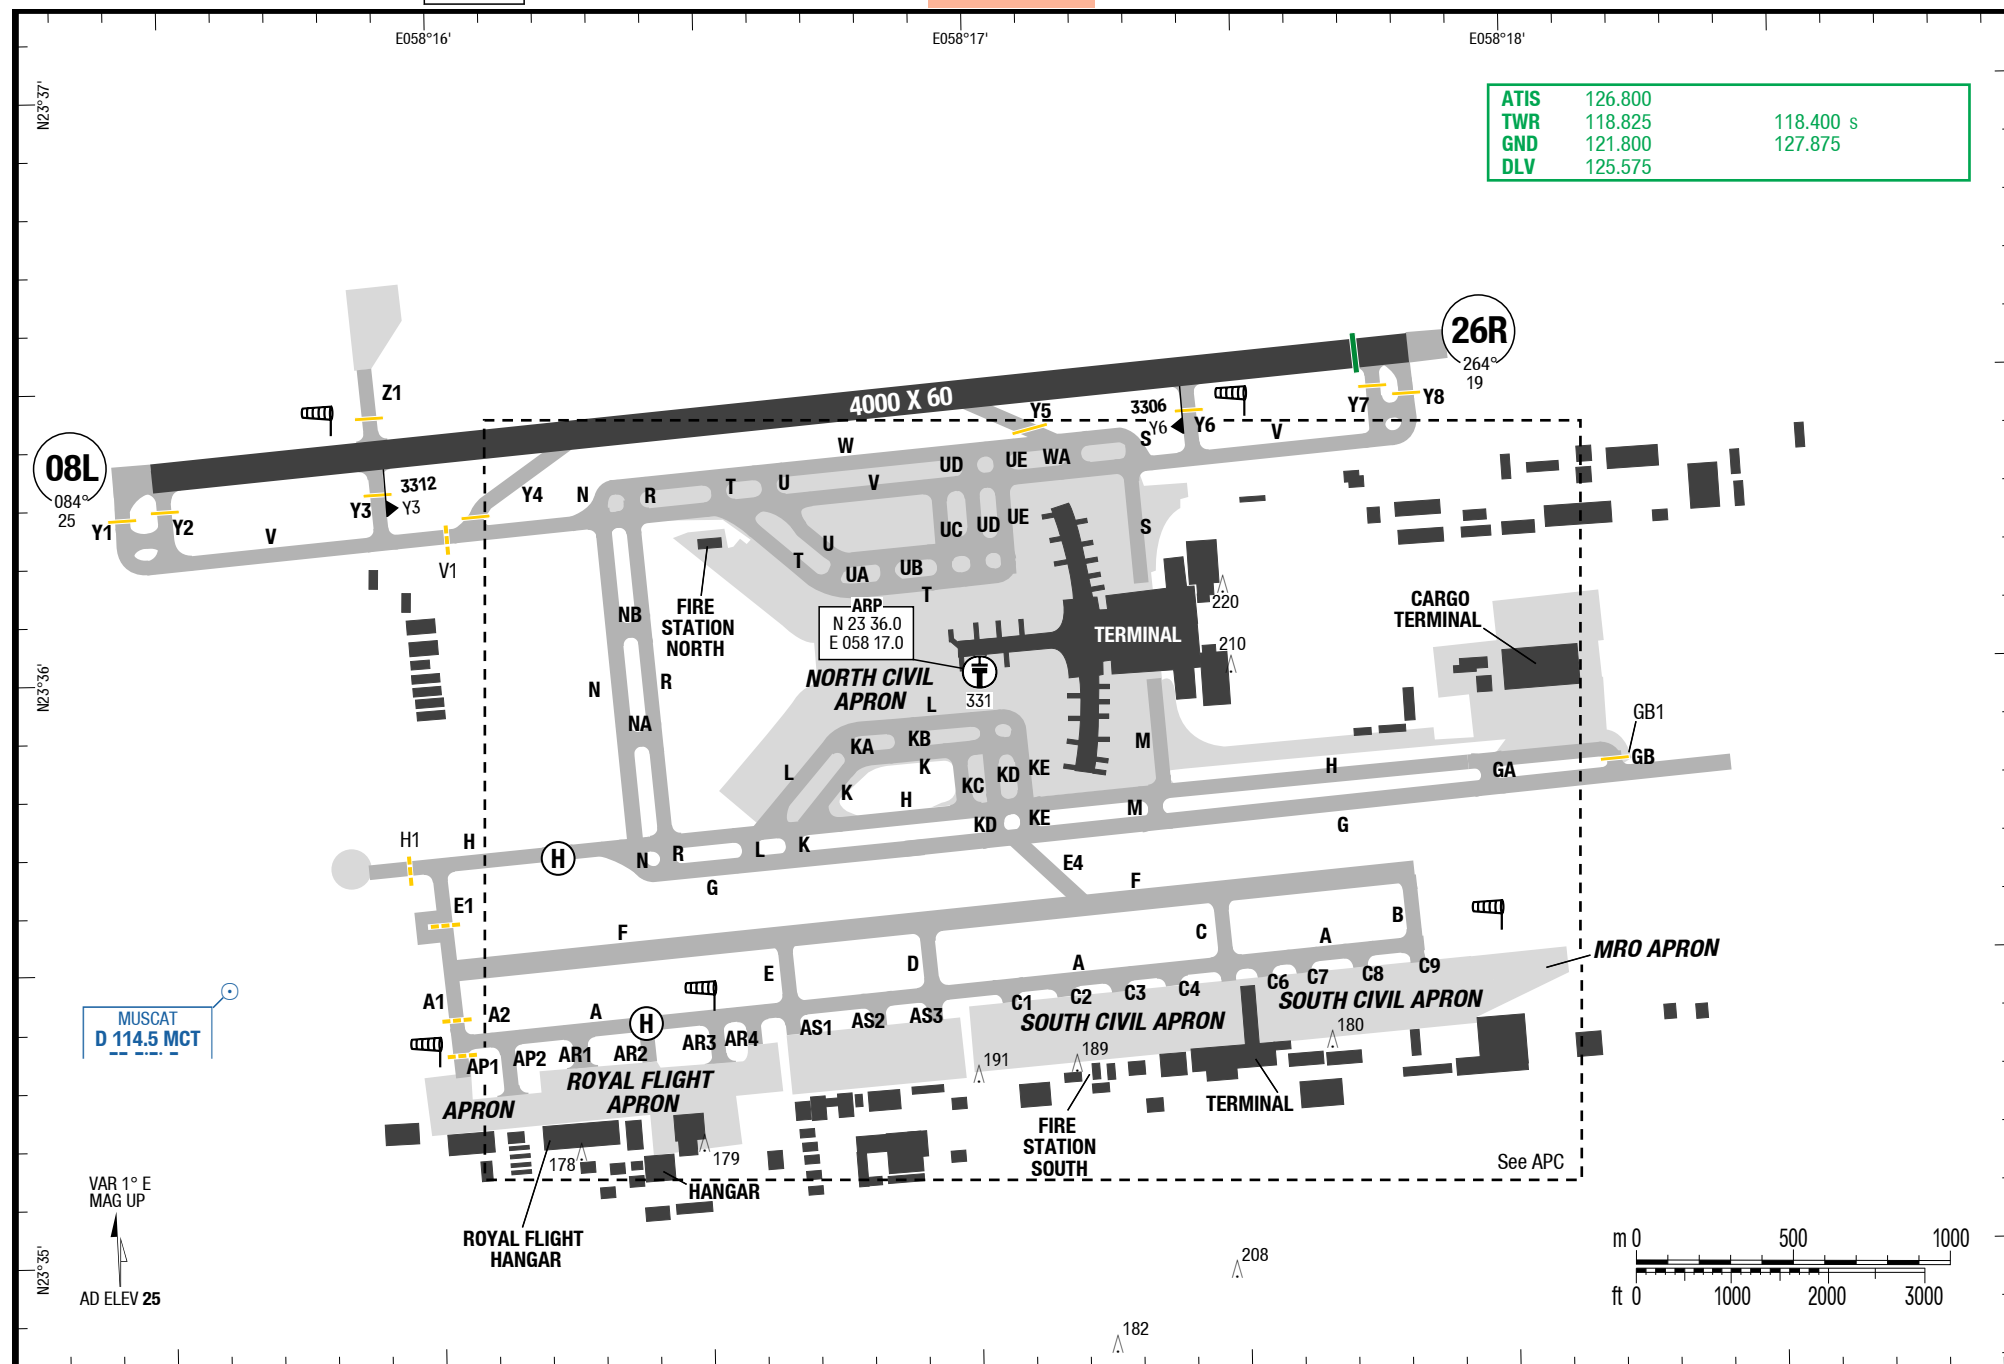 E058°16'
E058°17'
E058°18'
N23°37'
N23°36'
N23°35'
ATIS 126.800
TWR 118.825 118.400 S
GND 121.800 127.875
DLV 125.575
26R
264°
19
08L
084°
25
4000 X 60
Z1
Y5
3306
Y6
Y6
Y7
Y8
V
S
W
UD
UE
WA
3312
Y3
Y3
Y4
N
R
T
U
V
Y1
Y2
V
V1
UC
UD
UE
S
U
T
UA
UB
T
FIRE
STATION
NORTH
NB
N
R
NA
ARP
N 23 36.0
E 058 17.0
331
NORTH CIVIL
APRON
TERMINAL
220
210
CARGO
TERMINAL
L
KA
KB
K
L
K
H
KC
KD
KE
M
H
GA
GB1
GB
H1
H
H
N
R
L
K
KD
KE
M
G
G
E4
F
E1
F
E
D
C
B
A
A
MRO APRON
A1
A2
A
H
AP1
AP2
AR1
AR2
AR3
AR4
AS1
AS2
AS3
C1
C2
C3
C4
C6
C7
C8
C9
SOUTH CIVIL APRON
SOUTH CIVIL APRON
ROYAL FLIGHT
APRON
APRON
191
189
180
178
179
TERMINAL
FIRE
STATION
SOUTH
HANGAR
ROYAL FLIGHT
HANGAR
See APC
MUSCAT
D 114.5 MCT
VAR 1° E
MAG UP
AD ELEV 25
208
182
m 0 500 1000
ft 0 1000 2000 3000